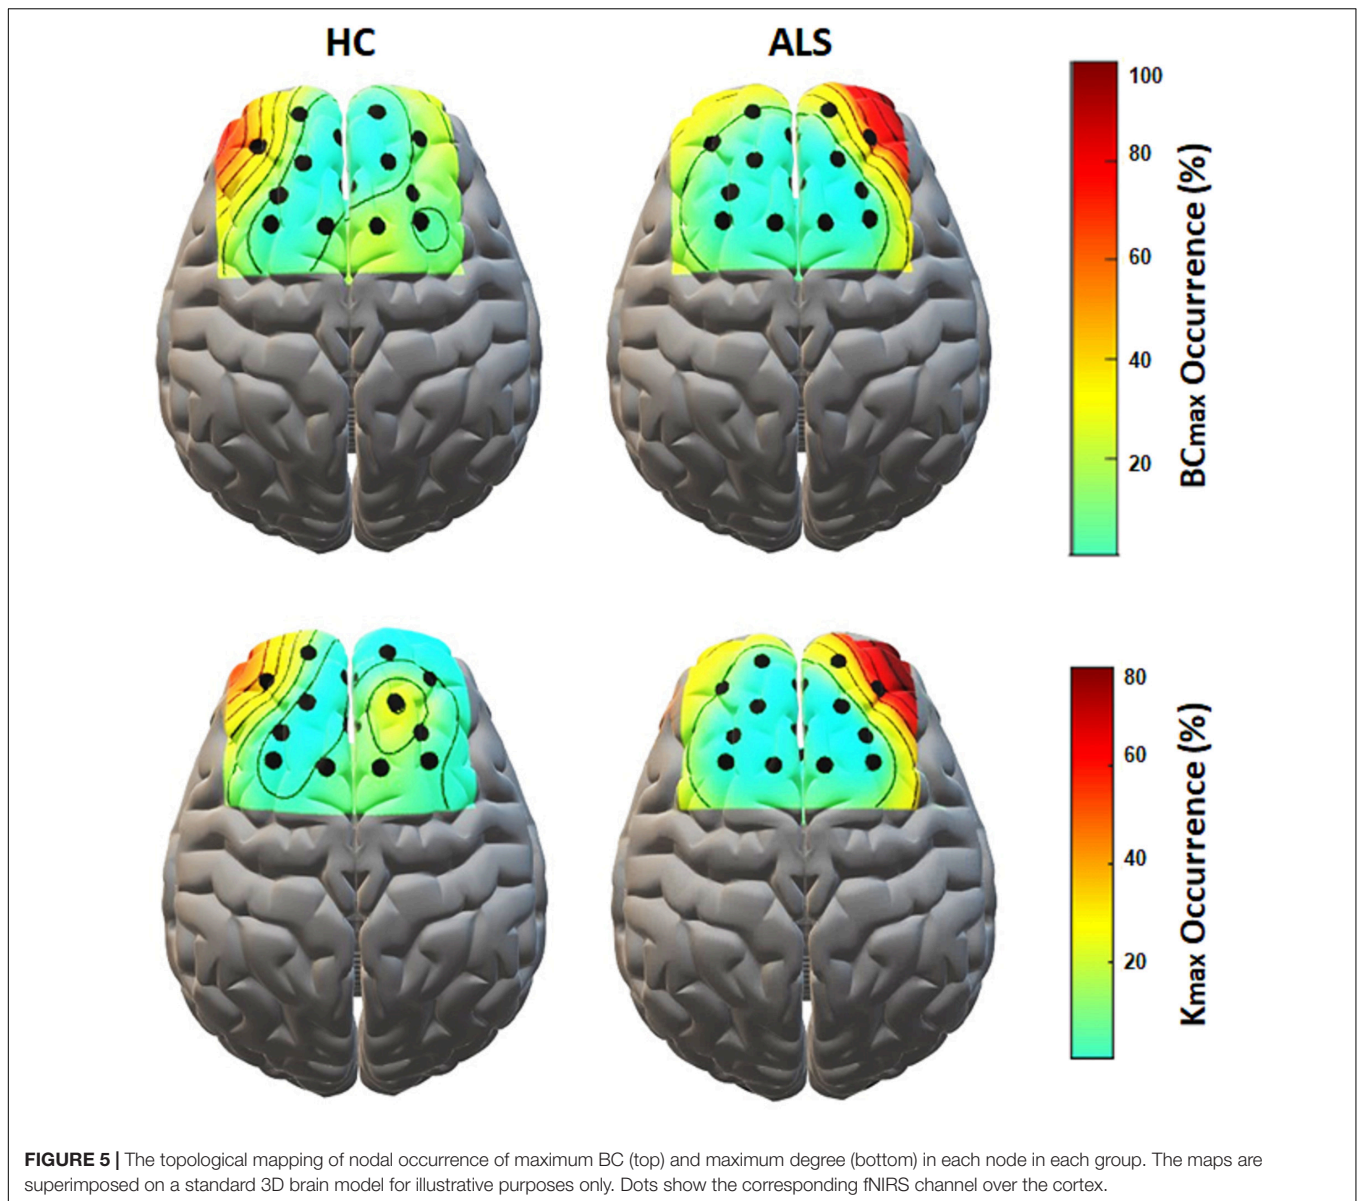 HC
ALS
100
80
60
40
20
BCmax Occurrence (%)
80
60
40
20
Kmax Occurrence (%)
FIGURE 5 | The topological mapping of nodal occurrence of maximum BC (top) and maximum degree (bottom) in each node in each group. The maps are
superimposed on a standard 3D brain model for illustrative purposes only. Dots show the corresponding fNIRS channel over the cortex.